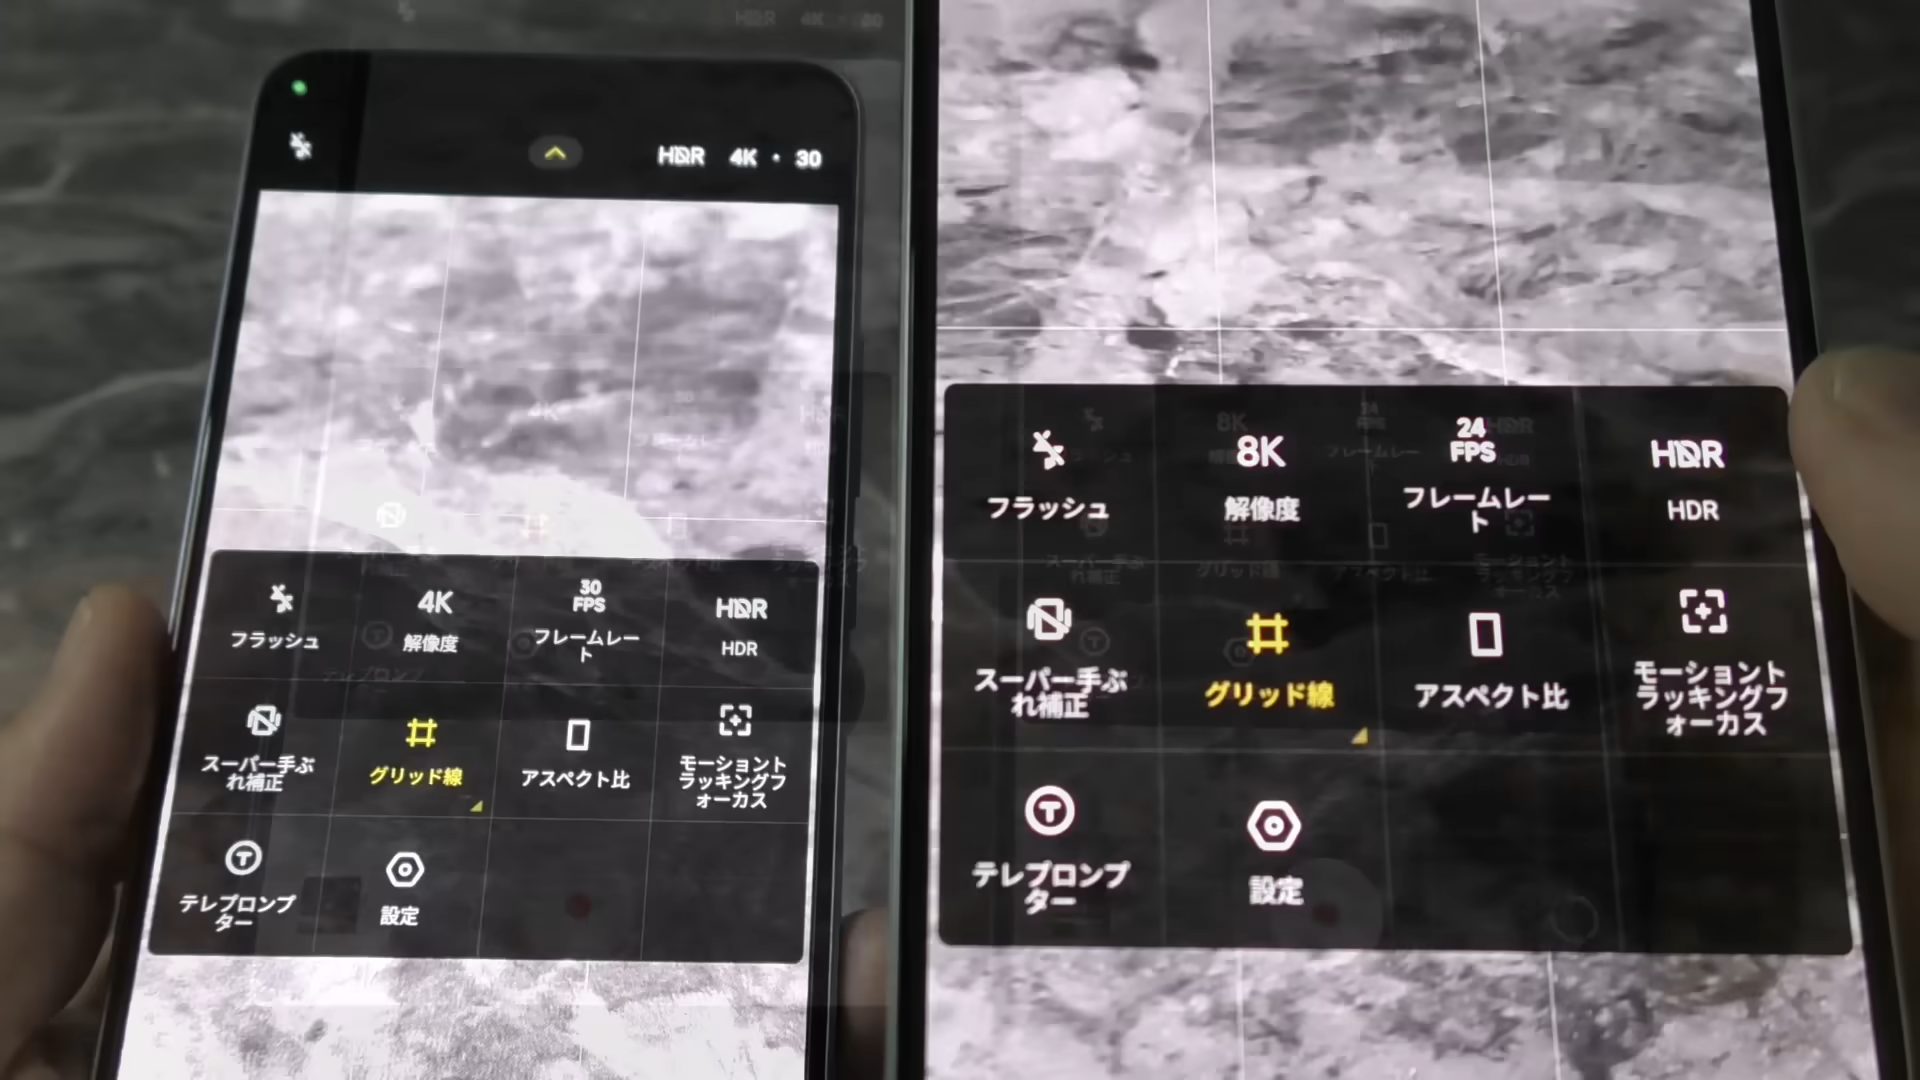 HDR 4K · 30
フラッシュ
4K
解像度
30
FPS
フレームレー
ト
HDR
HDR
スーパー手ぶ
れ補正
グリッド線
アスペクト比
モーショント
ラッキングフ
ォーカス
テレプロンプ
ター
設定
フラッシュ
8K
解像度
24
FPS
フレームレー
ト
HDR
HDR
スーパー手ぶ
れ補正
グリッド線
アスペクト比
モーショント
ラッキングフ
ォーカス
テレプロンプ
ター
設定